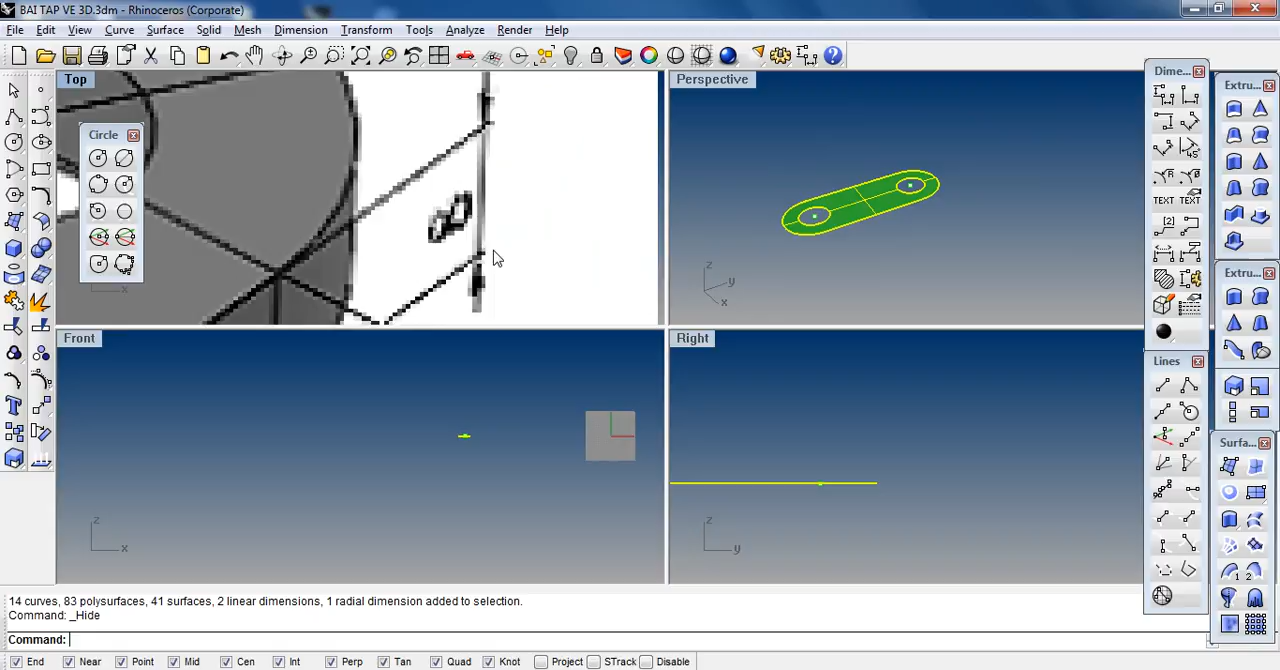 BAI TAP VE 3D.3dm - Rhinoceros (Corporate)
File Edit View Curve Surface Solid Mesh Dimension Transform Tools Analyze Render Help
Top
Perspective
Dime...
Extru...
Circle
45°
TEXT TEXT
z
y
x
x
Extru...
Front
Right
Lines
Surfa...
z
x
z
y
14 curves, 83 polysurfaces, 41 surfaces, 2 linear dimensions, 1 radial dimension added to selection.
Command: _Hide
Command:
End Near Point Mid Cen Int Perp Tan Quad Knot Project STrack Disable